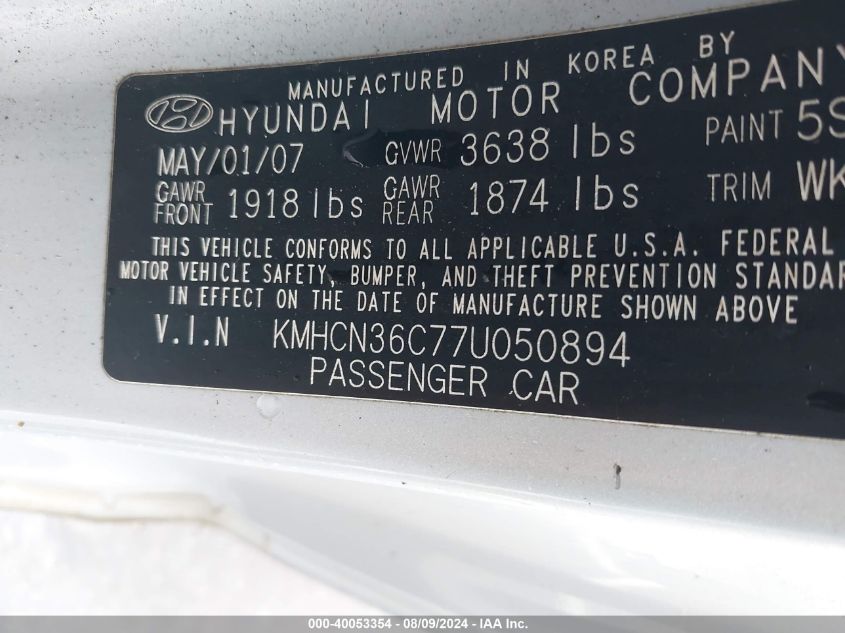 MANUFACTURED IN KOREA BY
HYUNDAI MOTOR COMPANY
MAY/01/07 GVWR 3638 lbs PAINT 5S
GAWR FRONT 1918 lbs GAWR REAR 1874 lbs TRIM WK
THIS VEHICLE CONFORMS TO ALL APPLICABLE U.S.A. FEDERAL
MOTOR VEHICLE SAFETY, BUMPER, AND THEFT PREVENTION STANDAR
IN EFFECT ON THE DATE OF MANUFACTURE SHOWN ABOVE
V.I.N KMHCN36C77U050894
PASSENGER CAR
000-40053354 - 08/09/2024 - IAA Inc.